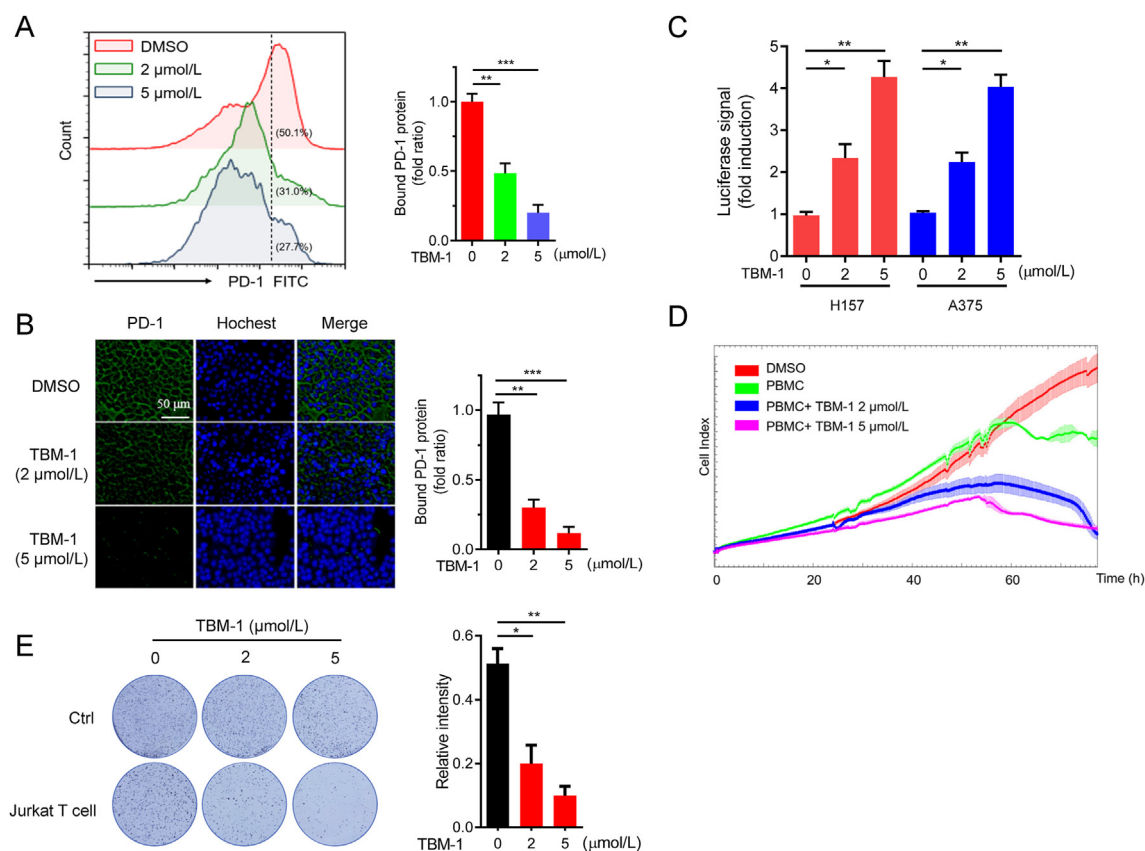 A
DMSO
2 μmol/L
5 μmol/L
(50.1%)
(31.0%)
(27.7%)
Count
PD-1 FITC
Bound PD-1 protein
(fold ratio)
***
**
1.0
0.5
0.0
TBM-1 0 2 5 (μmol/L)
C
Luciferase signal
(fold induction)
** **
* *
5
4
3
2
1
0
TBM-1 0 2 5 0 2 5 (μmol/L)
H157 A375
B
PD-1 Hochest Merge
DMSO
50 μm
TBM-1
(2 μmol/L)
TBM-1
(5 μmol/L)
Bound PD-1 protein
(fold ratio)
***
**
1.0
0.5
0.0
TBM-1 0 2 5 (μmol/L)
D
DMSO
PBMC
PBMC+ TBM-1 2 μmol/L
PBMC+ TBM-1 5 μmol/L
Cell Index
0 20 40 60 Time (h)
E
TBM-1 (μmol/L)
0 2 5
Ctrl
Jurkat T cell
Relative intensity
**
*
0.6
0.4
0.2
0.0
TBM-1 0 2 5 (μmol/L)